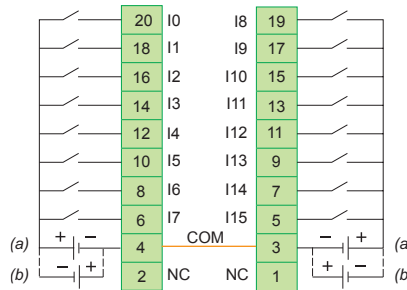 20 I0 I8 19
18 I1 I9 17
16 I2 I10 15
14 I3 I11 13
12 I4 I12 11
10 I5 I13 9
8 I6 I14 7
6 I7 I15 5
(a) + − 4 COM 3 − + (a)
(b) − + 2 NC NC 1 + − (b)